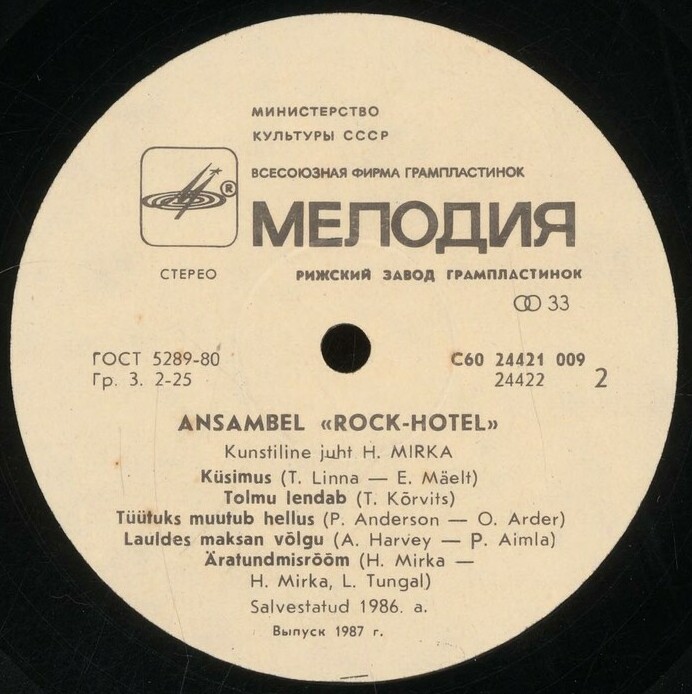 МИНИСТЕРСТВО
КУЛЬТУРЫ СССР
ВСЕСОЮЗНАЯ ФИРМА ГРАМПЛАСТИНОК
®
МЕЛОДИЯ
СТЕРЕО РИЖСКИЙ ЗАВОД ГРАМПЛАСТИНОК
33
ГОСТ 5289-80 С60 24421 009
Гр. 3. 2-25 24422 2
ANSAMBEL «ROCK-HOTEL»
Kunstiline juht H. MIRKA
Küsimus (T. Linna — E. Mäelt)
Tolmu lendab (T. Kõrvits)
Tüütuks muutub hellus (P. Anderson — O. Arder)
Lauldes maksan võlgu (A. Harvey — P. Aimla)
Äratundmisrõõm (H. Mirka —
H. Mirka, L. Tungal)
Salvestatud 1986. a.
Выпуск 1987 г.